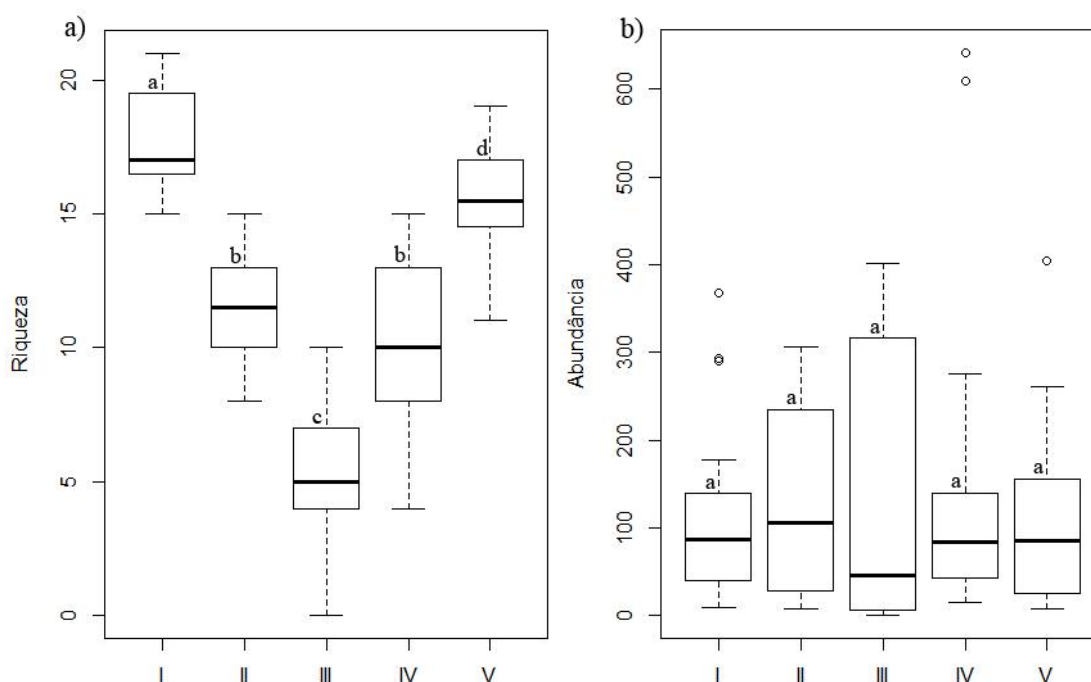 a)
Riqueza
20
15
10
5
0
a
b
c
b
d
I II III IV V
b)
Abundância
600
500
400
300
200
100
0
a
a
a
a
a
I II III IV V